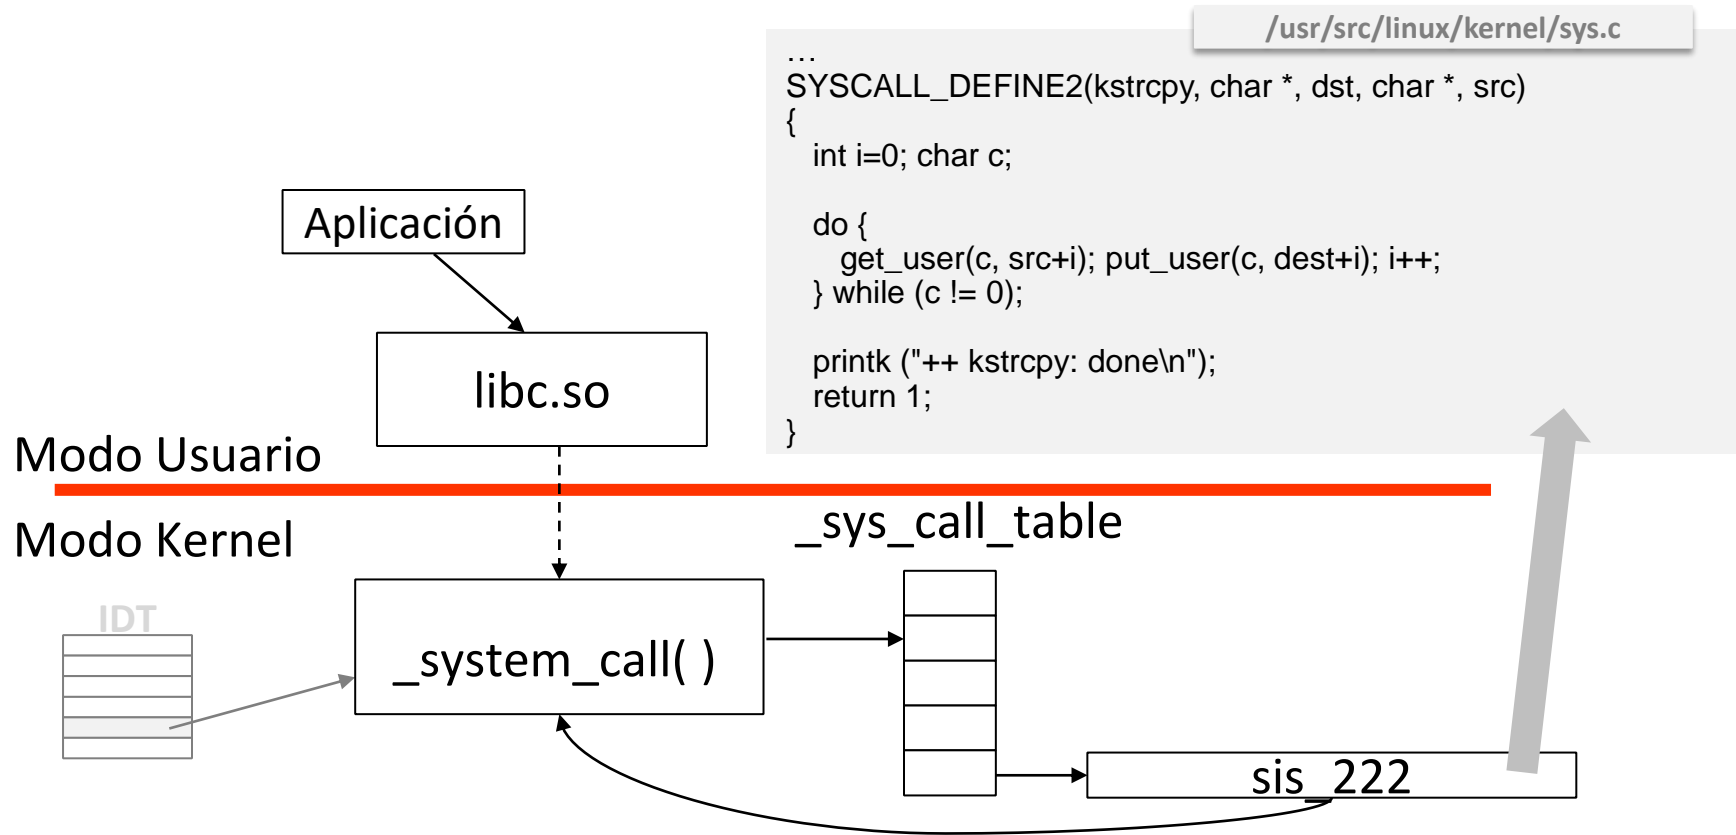 /usr/src/linux/kernel/sys.c
…
SYSCALL_DEFINE2(kstrcpy, char *, dst, char *, src)
{
int i=0; char c;
do {
get_user(c, src+i); put_user(c, dest+i); i++;
} while (c != 0);
printk ("++ kstrcpy: done\n");
return 1;
}
Aplicación
libc.so
Modo Usuario
Modo Kernel
_sys_call_table
IDT
_system_call( )
sis_222